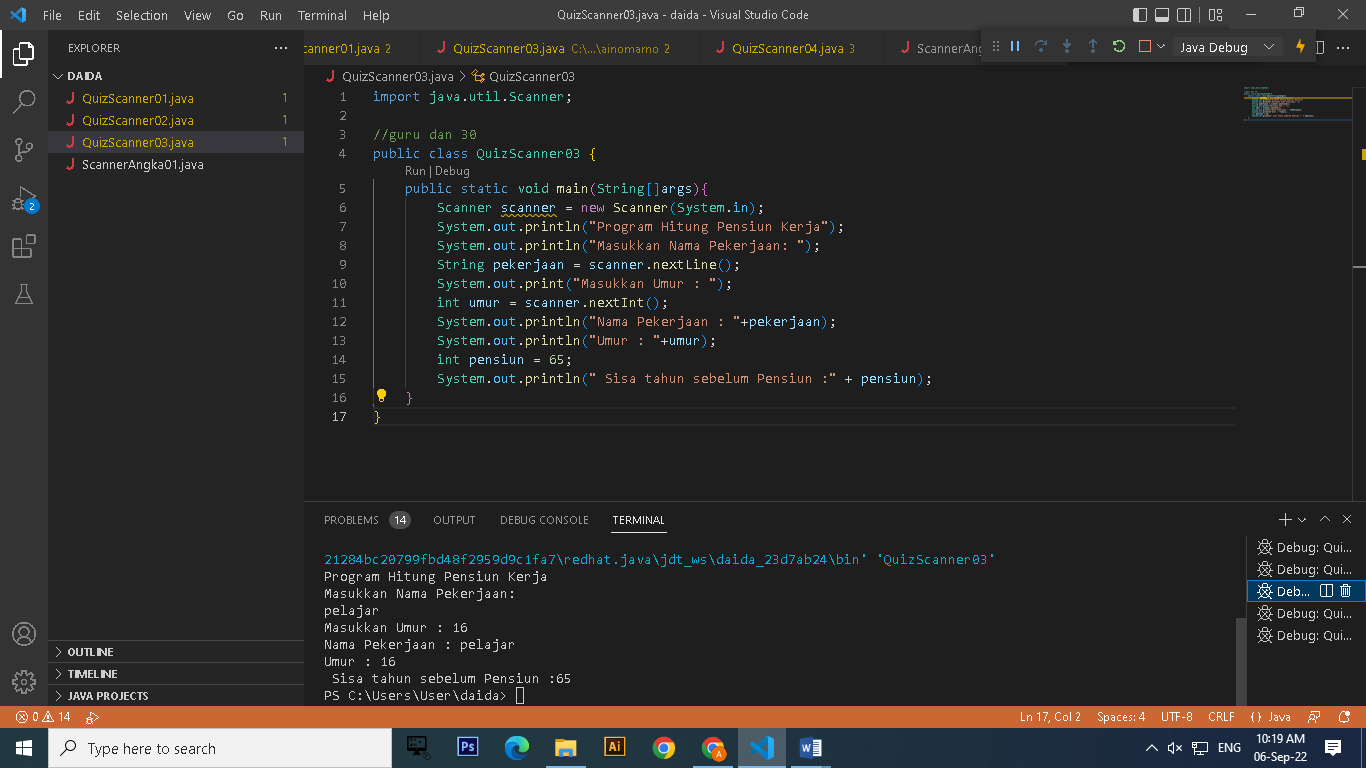 File Edit Selection View Go Run Terminal Help QuizScanner03.java - daida - Visual Studio Code
EXPLORER
canner01.java 2 QuizScanner03.java C:\...\ainomarno 2 QuizScanner04.java 3 ScannerAn Java Debug
DAIDA
QuizScanner01.java 1
QuizScanner02.java 1
QuizScanner03.java 1
ScannerAngka01.java
QuizScanner03.java > QuizScanner03
1 import java.util.Scanner;
2
3 //guru dan 30
4 public class QuizScanner03 {
Run | Debug
5 public static void main(String[]args){
6 Scanner scanner = new Scanner(System.in);
7 System.out.println("Program Hitung Pensiun Kerja");
8 System.out.println("Masukkan Nama Pekerjaan: ");
9 String pekerjaan = scanner.nextLine();
10 System.out.print("Masukkan Umur : ");
11 int umur = scanner.nextInt();
12 System.out.println("Nama Pekerjaan : "+pekerjaan);
13 System.out.println("Umur : "+umur);
14 int pensiun = 65;
15 System.out.println(" Sisa tahun sebelum Pensiun :" + pensiun);
16 }
17 }
2
PROBLEMS 14 OUTPUT DEBUG CONSOLE TERMINAL
21284bc20799fbd48f2959d9c1fa7\redhat.java\jdt_ws\daida_23d7ab24\bin' 'QuizScanner03'
Program Hitung Pensiun Kerja
Masukkan Nama Pekerjaan:
pelajar
Masukkan Umur : 16
Nama Pekerjaan : pelajar
Umur : 16
Sisa tahun sebelum Pensiun :65
PS C:\Users\User\daida>
Debug: Qui...
Debug: Qui...
Deb...
Debug: Qui...
Debug: Qui...
OUTLINE
TIMELINE
JAVA PROJECTS
0 14 Ln 17, Col 2 Spaces: 4 UTF-8 CRLF {} Java
Type here to search Ps Ai A W ENG 10:19 AM
06-Sep-22